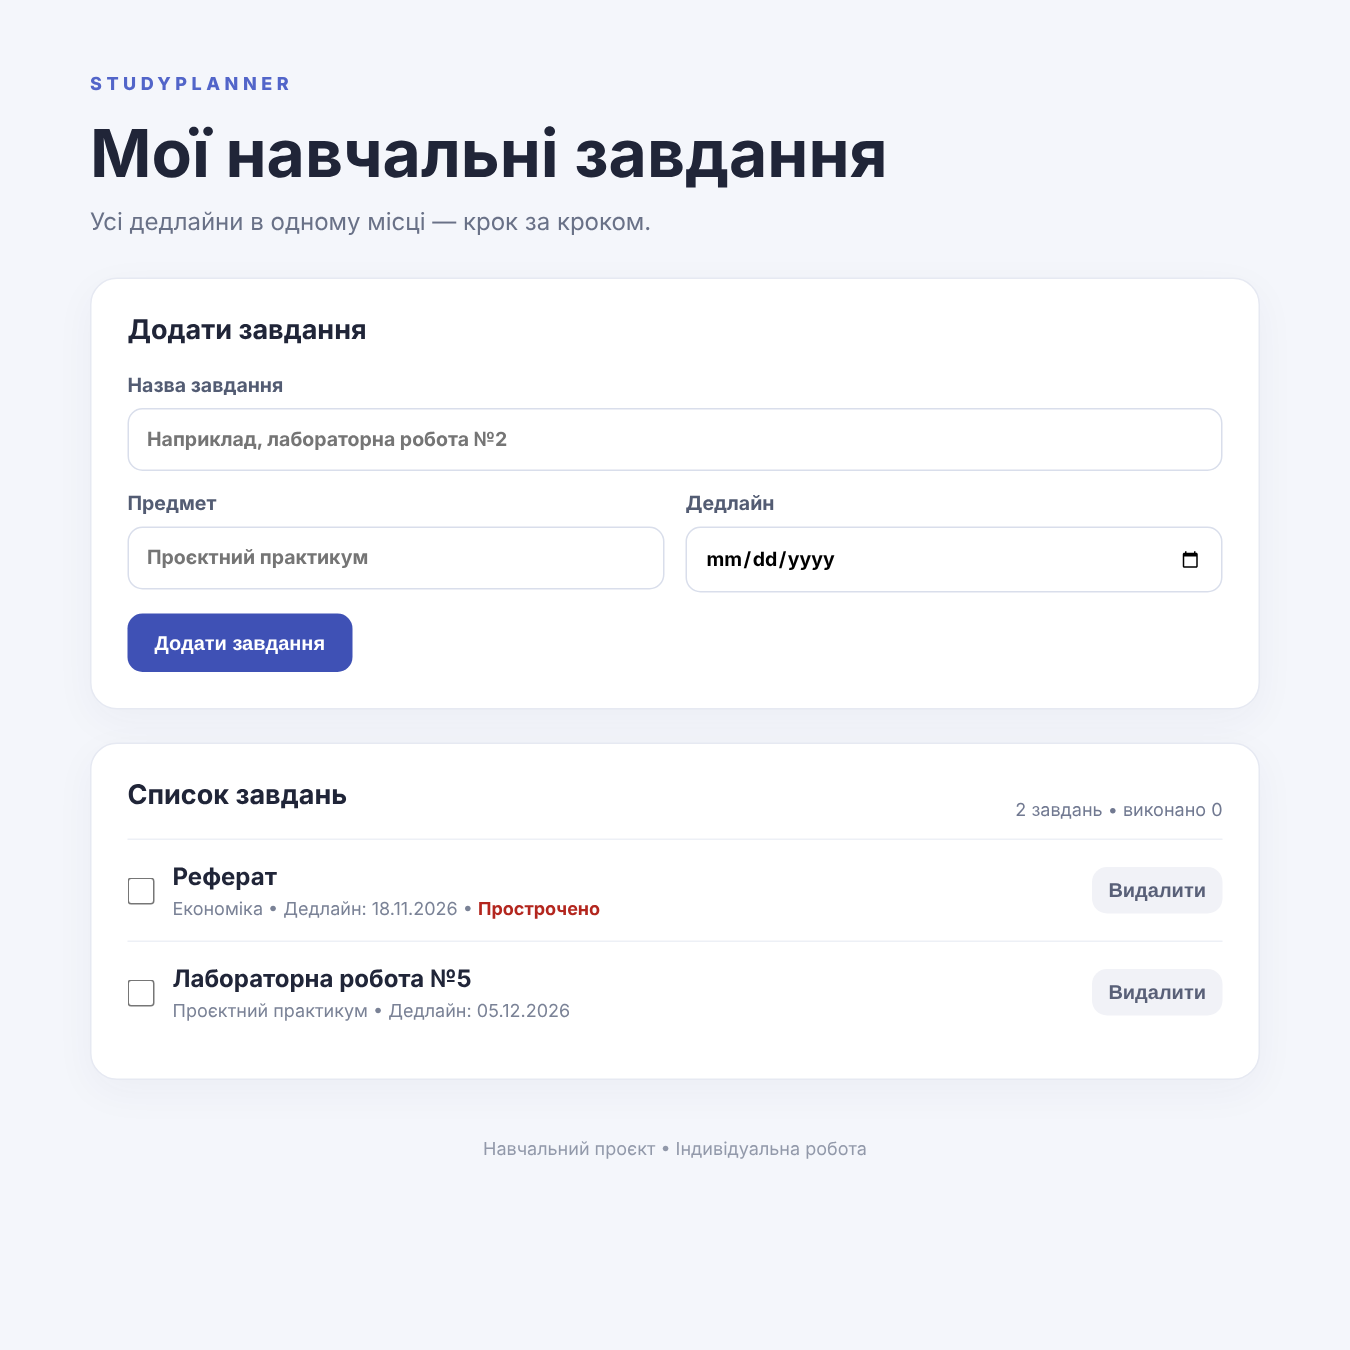 STUDYPLANNER
Мої навчальні завдання
Усі дедлайни в одному місці — крок за кроком.
Додати завдання
Назва завдання
Наприклад, лабораторна робота №2
Предмет
Дедлайн
Проєктний практикум
mm/dd/yyyy
Додати завдання
Список завдань
2 завдань • виконано 0
Реферат
Економіка • Дедлайн: 18.11.2026 • Прострочено
Видалити
Лабораторна робота №5
Проєктний практикум • Дедлайн: 05.12.2026
Видалити
Навчальний проєкт • Індивідуальна робота